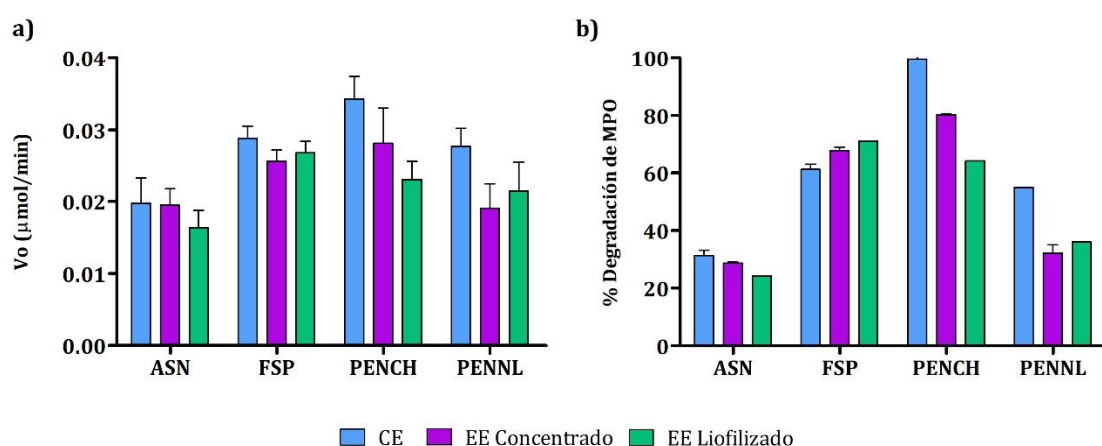 a)
Vo (µmol/min)
0.04
0.03
0.02
0.01
0.00
ASN FSP PENCH PENNL
b)
% Degradación de MPO
100
80
60
40
20
0
ASN FSP PENCH PENNL
CE EE Concentrado EE Liofilizado